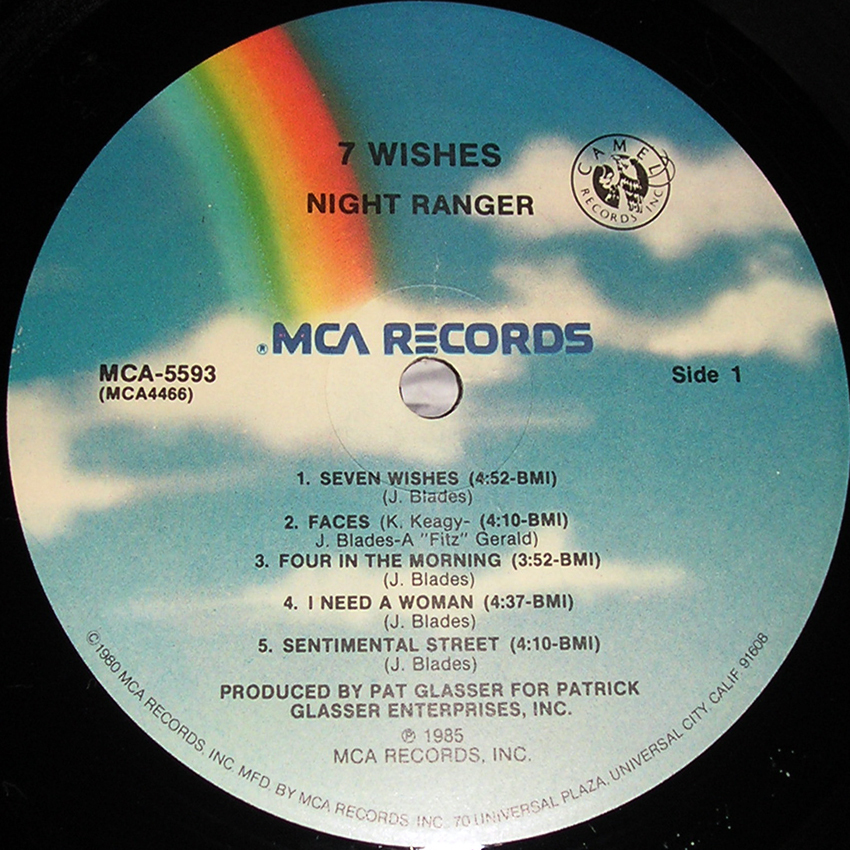 7 WISHES
NIGHT RANGER
CAMEL
RECORDS INC
® MCA RECORDS
MCA-5593
(MCA4466)
Side 1
1. SEVEN WISHES (4:52-BMI)
(J. Blades)
2. FACES (K. Keagy- (4:10-BMI)
J. Blades-A "Fitz" Gerald)
3. FOUR IN THE MORNING (3:52-BMI)
(J. Blades)
4. I NEED A WOMAN (4:37-BMI)
(J. Blades)
5. SENTIMENTAL STREET (4:10-BMI)
(J. Blades)
PRODUCED BY PAT GLASSER FOR PATRICK
GLASSER ENTERPRISES, INC.
℗ 1985
MCA RECORDS, INC.
©1980 MCA RECORDS, INC. MFD. BY MCA RECORDS, INC., 70 UNIVERSAL PLAZA, UNIVERSAL CITY, CALIF. 91608